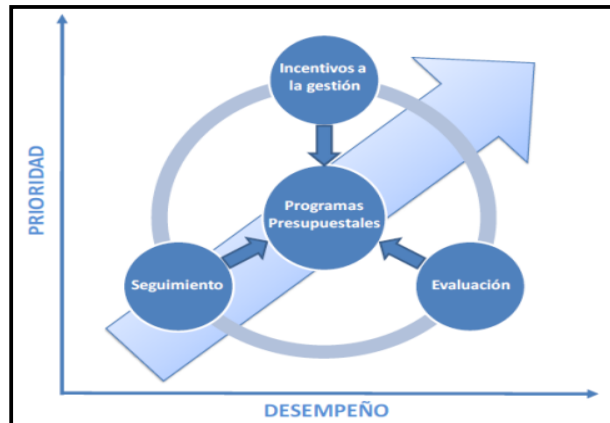 Incentivos a
la gestión
PRIORIDAD
Programas
Presupuestales
Seguimiento
Evaluación
DESEMPEÑO